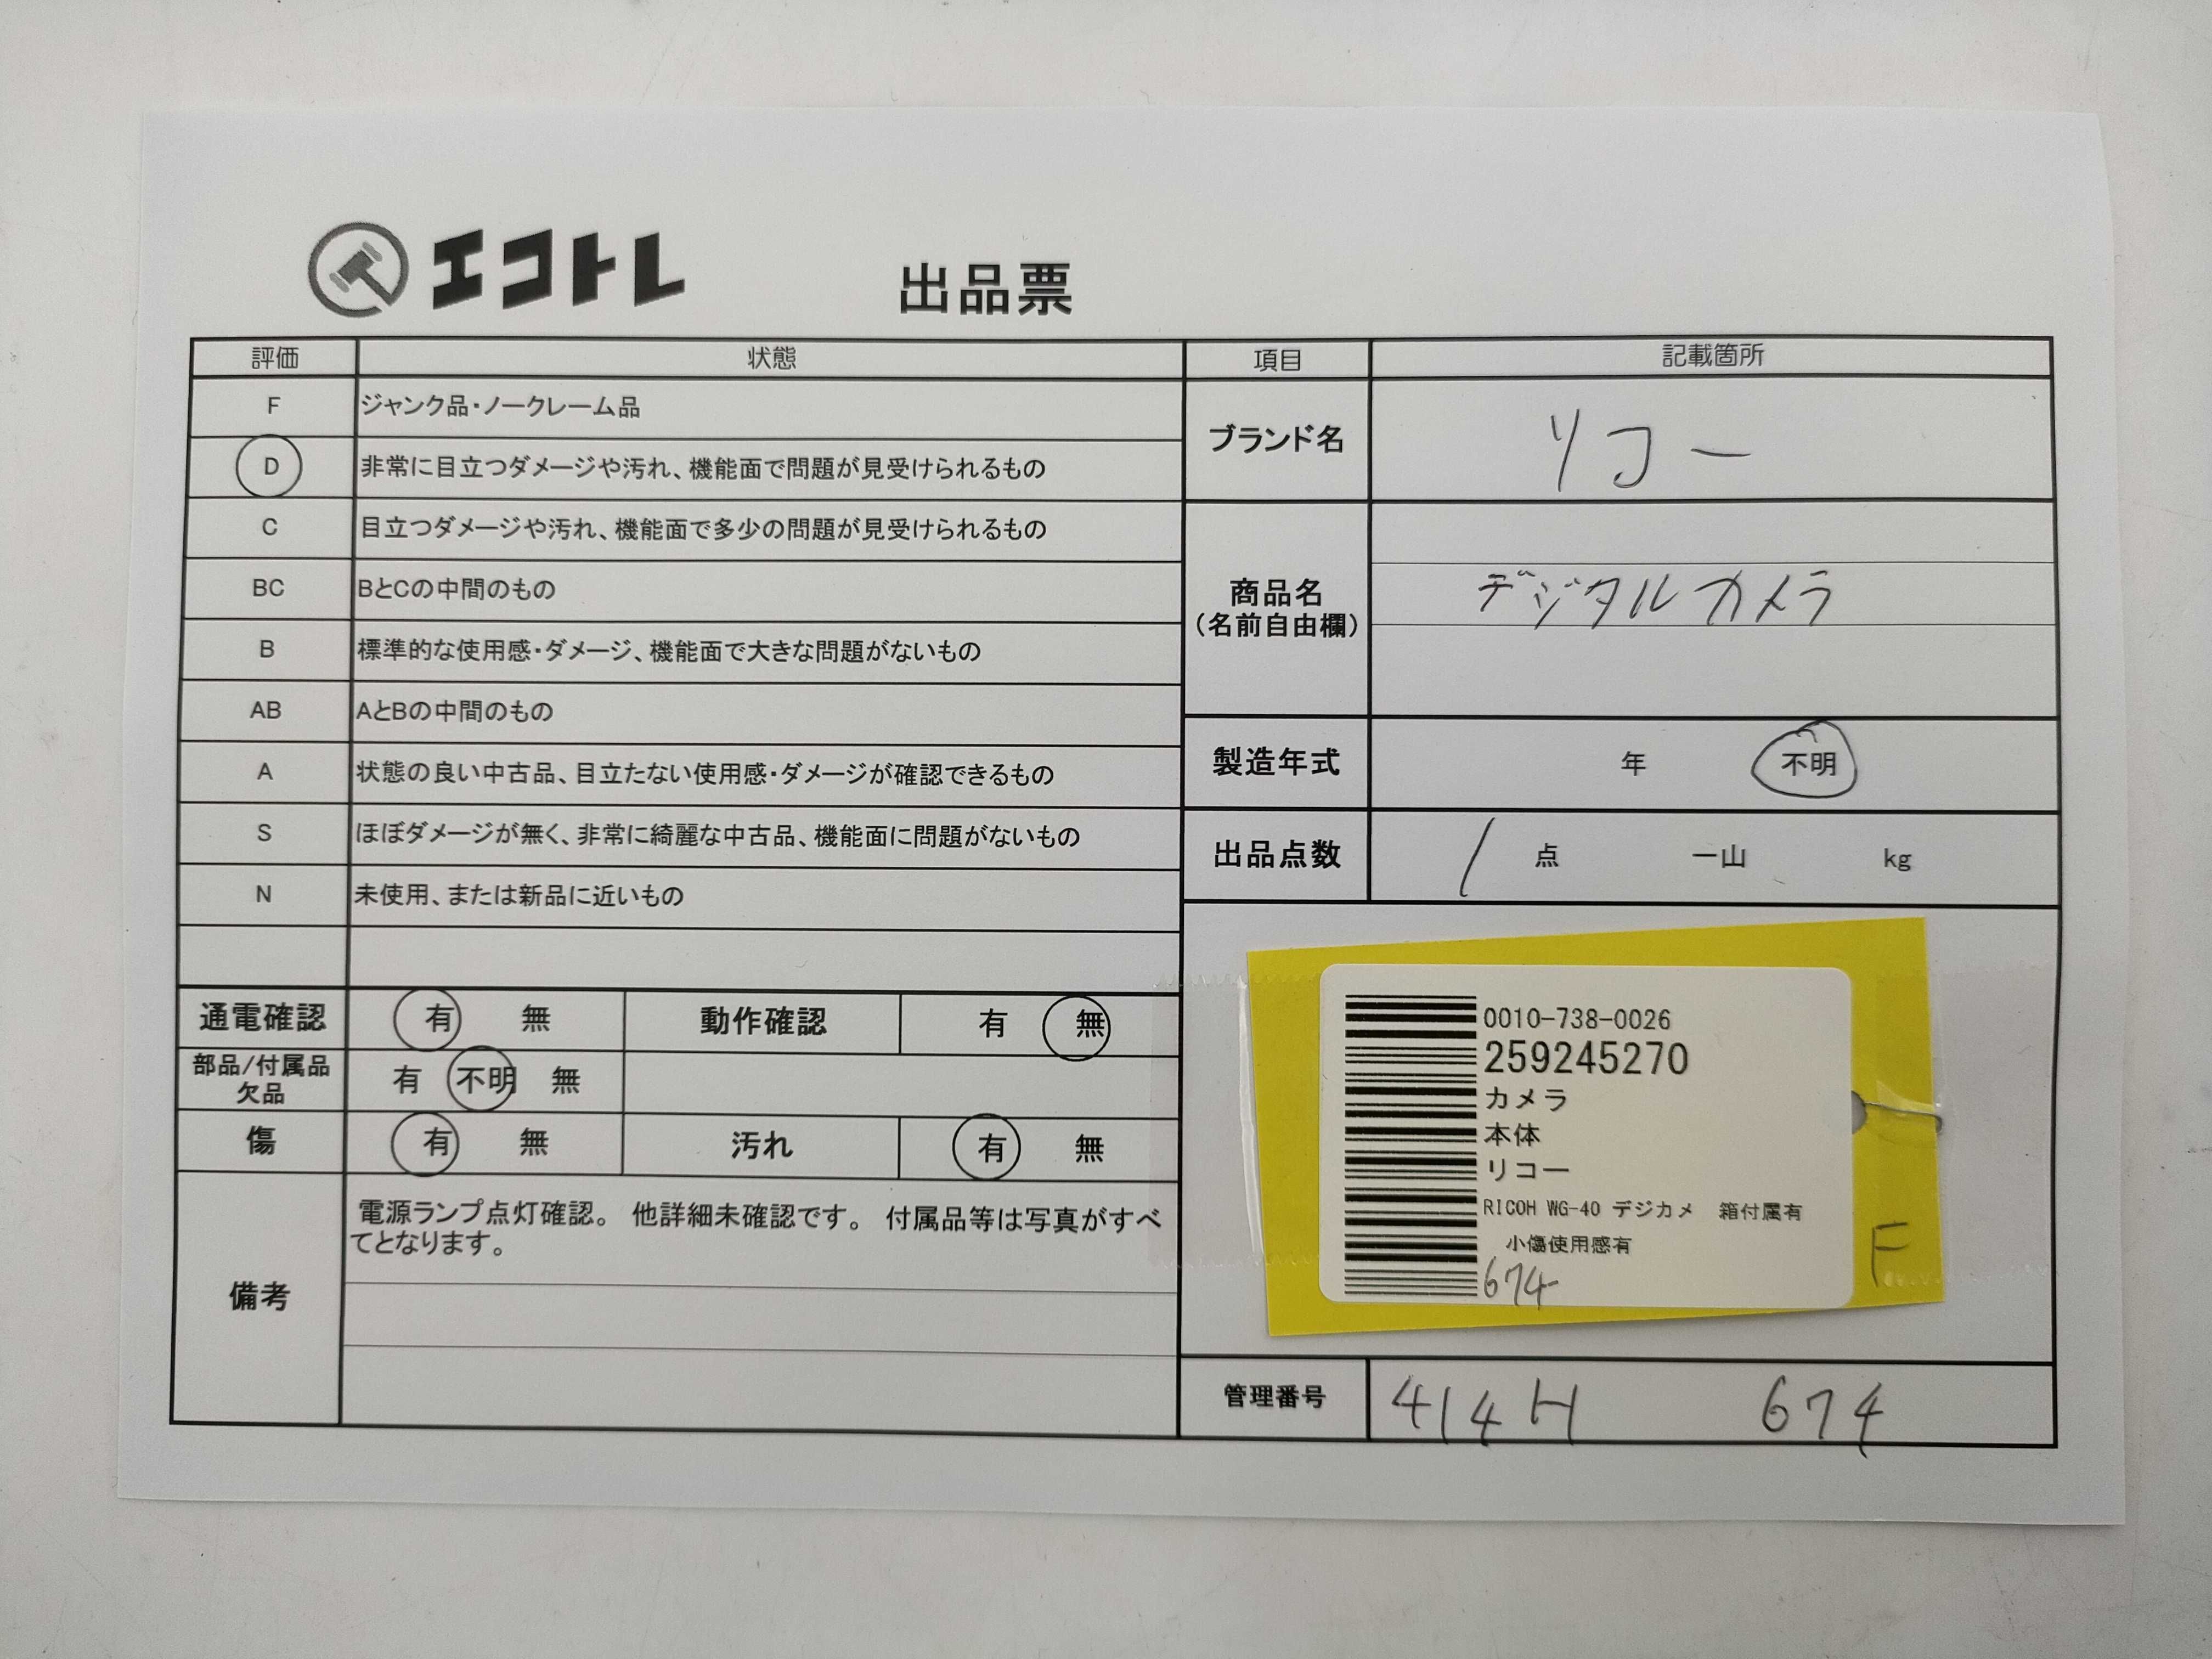 エコトレ
出品票
評価 状態
F ジャンク品・ノークレーム品
D 非常に目立つダメージや汚れ、機能面で問題が見受けられるもの
C 目立つダメージや汚れ、機能面で多少の問題が見受けられるもの
BC BとCの中間のもの
B 標準的な使用感・ダメージ、機能面で大きな問題がないもの
AB AとBの中間のもの
A 状態の良い中古品、目立たない使用感・ダメージが確認できるもの
S ほぼダメージが無く、非常に綺麗な中古品、機能面に問題がないもの
N 未使用、または新品に近いもの
通電確認 有 無 動作確認 有 無
部品/付属品
欠品
有 不明 無
傷 有 無 汚れ 有 無
備考
電源ランプ点灯確認。 他詳細未確認です。 付属品等は写真がすべ
てとなります。
項目 記載箇所
ブランド名 リコー
商品名
(名前自由欄)
デジタルカメラ
製造年式 年 不明
出品点数 1 点 一山 kg
0010-738-0026
259245270
カメラ
本体
リコー
RICOH WG-40 デジカメ 箱付属有
小傷使用感有
674
F
管理番号 414H 674